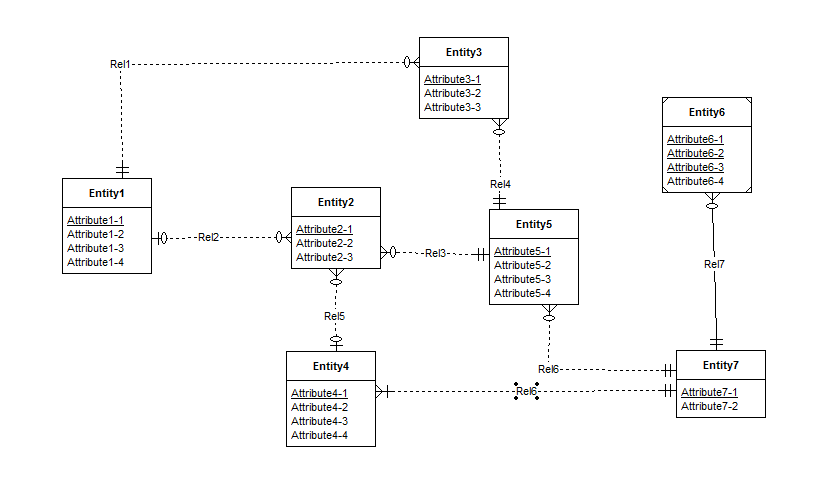 Entity3
Attribute3-1
Attribute3-2
Attribute3-3
Rel1
Entity6
Attribute6-1
Attribute6-2
Attribute6-3
Attribute6-4
Rel4
Entity1
Attribute1-1
Attribute1-2
Attribute1-3
Attribute1-4
Rel2
Entity2
Attribute2-1
Attribute2-2
Attribute2-3
Rel3
Entity5
Attribute5-1
Attribute5-2
Attribute5-3
Attribute5-4
Rel7
Rel5
Entity4
Attribute4-1
Attribute4-2
Attribute4-3
Attribute4-4
Rel6
Rel6
Entity7
Attribute7-1
Attribute7-2